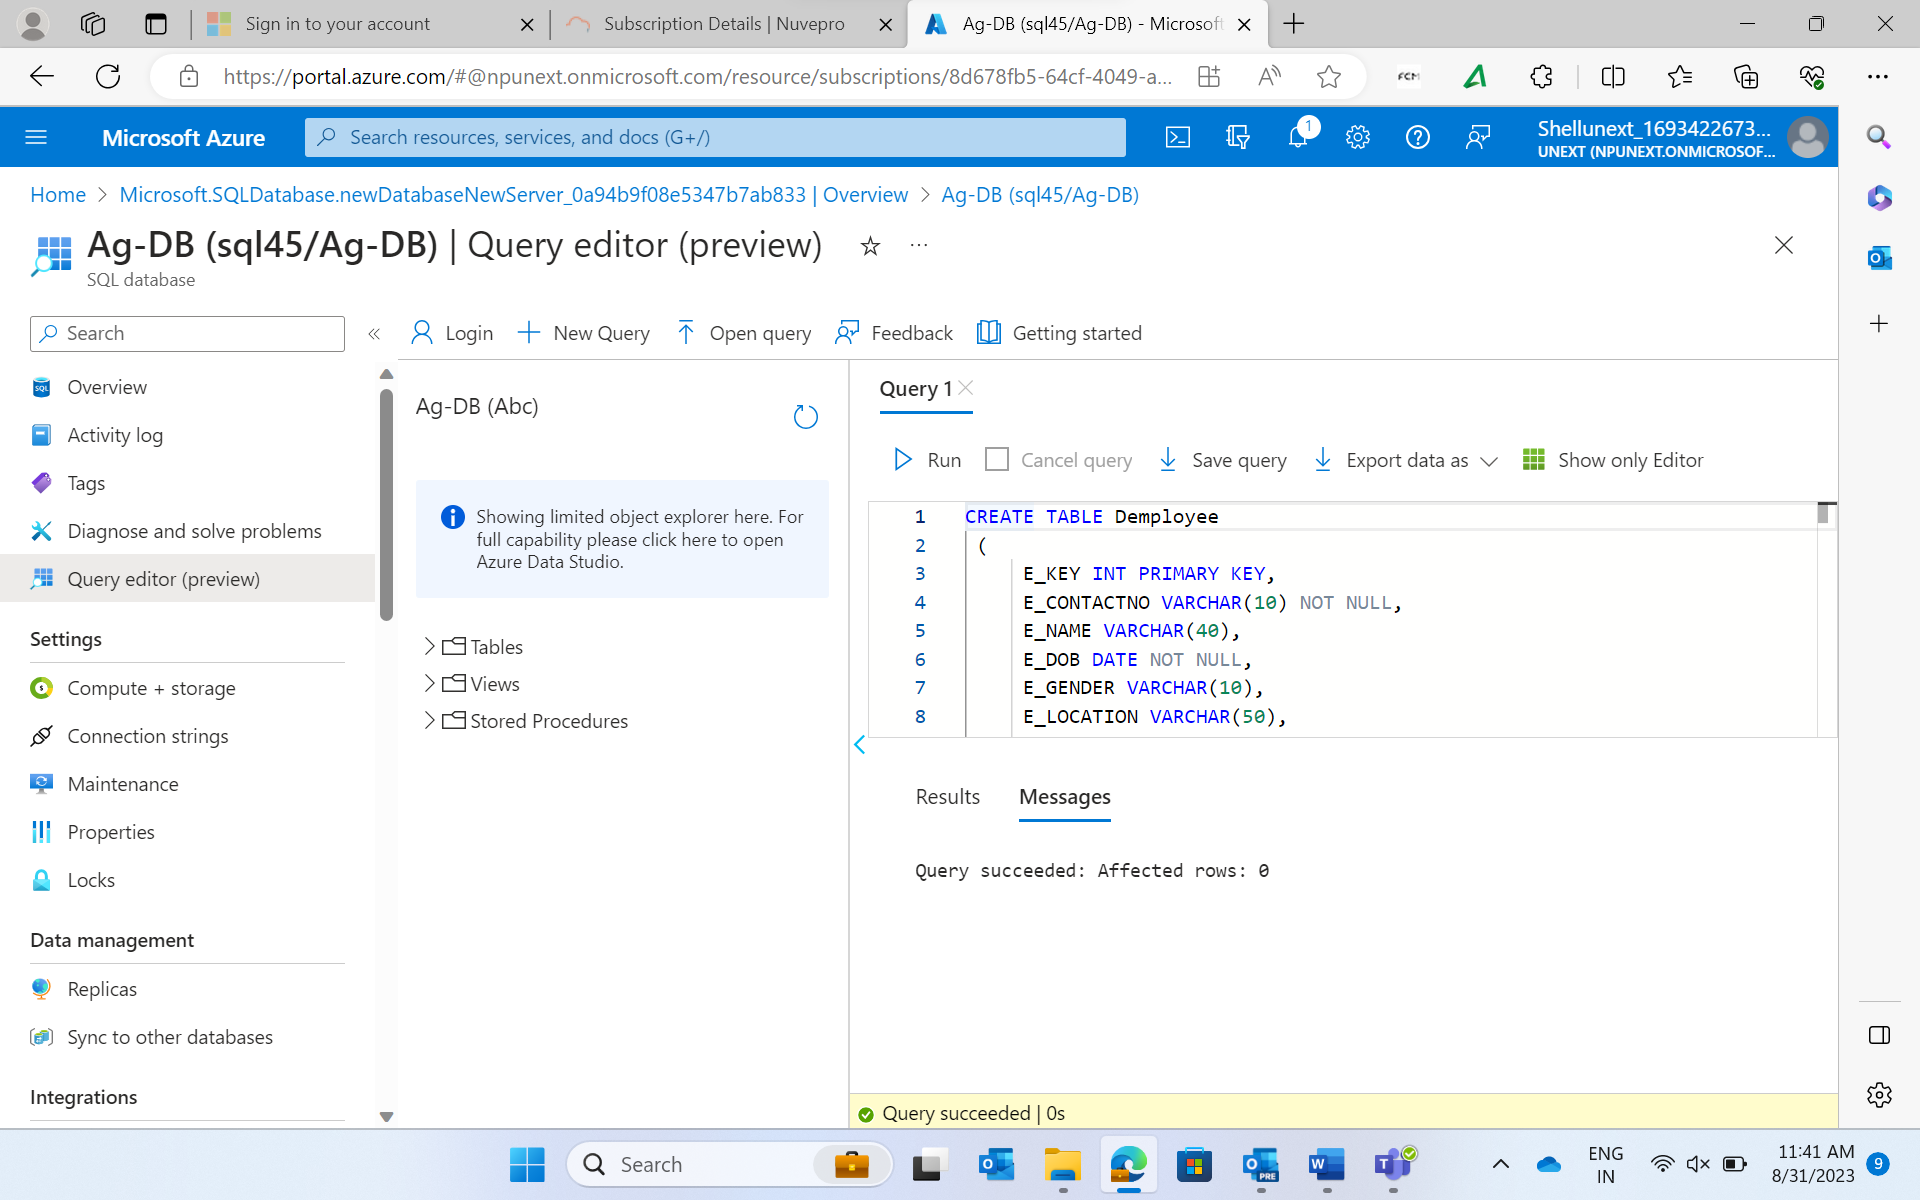 Sign in to your account
Subscription Details | Nuvepro
Ag-DB (sql45/Ag-DB) - Microsoft
https://portal.azure.com/#@npunext.onmicrosoft.com/resource/subscriptions/8d678fb5-64cf-4049-a...
FCM
Microsoft Azure
Search resources, services, and docs (G+/)
1
Shellunext_1693422673...
UNEXT (NPUNEXT.ONMICROSOF...
Home > Microsoft.SQLDatabase.newDatabaseNewServer_0a94b9f08e5347b7ab833 | Overview > Ag-DB (sql45/Ag-DB)
Ag-DB (sql45/Ag-DB) | Query editor (preview)
SQL database
Search
Login
New Query
Open query
Feedback
Getting started
Overview
Activity log
Tags
Diagnose and solve problems
Query editor (preview)
Settings
Compute + storage
Connection strings
Maintenance
Properties
Locks
Data management
Replicas
Sync to other databases
Integrations
Ag-DB (Abc)
Showing limited object explorer here. For
full capability please click here to open
Azure Data Studio.
Tables
Views
Stored Procedures
Query 1
Run
Cancel query
Save query
Export data as
Show only Editor
1 CREATE TABLE Demployee
2 (
3 E_KEY INT PRIMARY KEY,
4 E_CONTACTNO VARCHAR(10) NOT NULL,
5 E_NAME VARCHAR(40),
6 E_DOB DATE NOT NULL,
7 E_GENDER VARCHAR(10),
8 E_LOCATION VARCHAR(50),
Results
Messages
Query succeeded: Affected rows: 0
Query succeeded | 0s
Search
ENG
IN
11:41 AM
8/31/2023
9